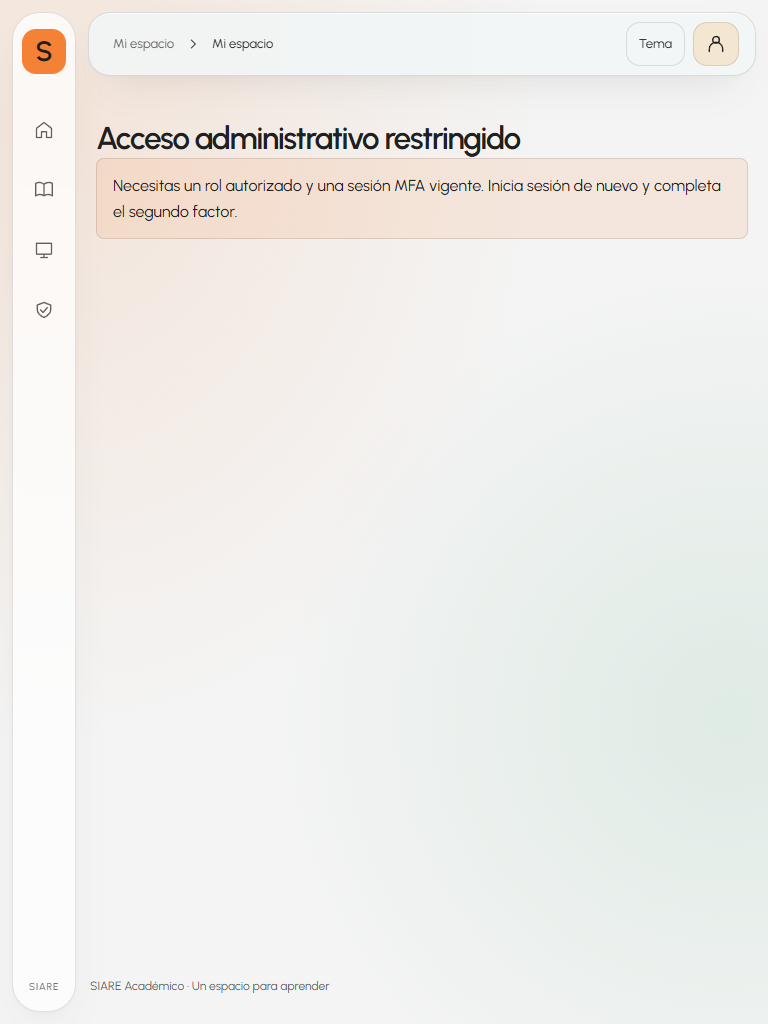 S
Mi espacio > Mi espacio
Tema
Acceso administrativo restringido
Necesitas un rol autorizado y una sesión MFA vigente. Inicia sesión de nuevo y completa
el segundo factor.
SIARE
SIARE Académico · Un espacio para aprender